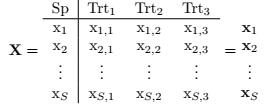 Sp Trt1 Trt2 Trt3
x1 x1,1 x1,2 x1,3 x1
X = x2 x2,1 x2,2 x2,3 = x2
⋮ ⋮ ⋮ ⋮ ⋮
xS xS,1 xS,2 xS,3 xS